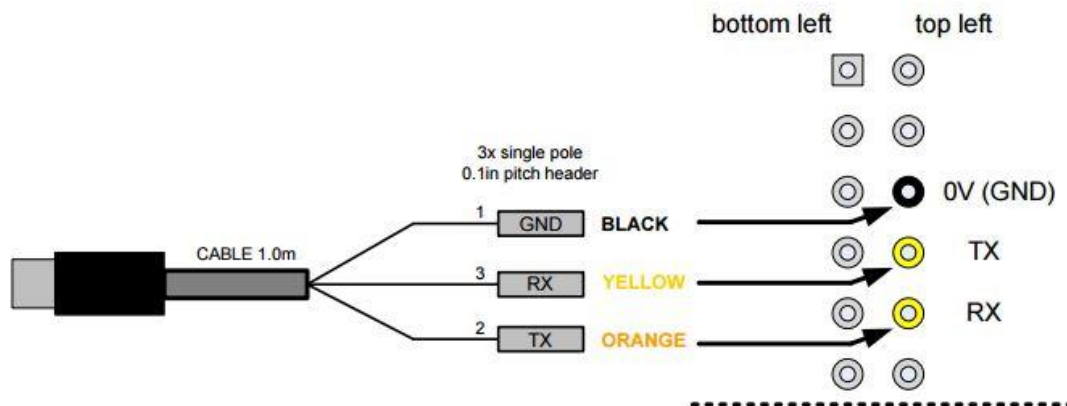 bottom left
top left
3x single pole
0.1in pitch header
0V (GND)
1
GND
BLACK
CABLE 1.0m
TX
3
RX
YELLOW
RX
2
TX
ORANGE